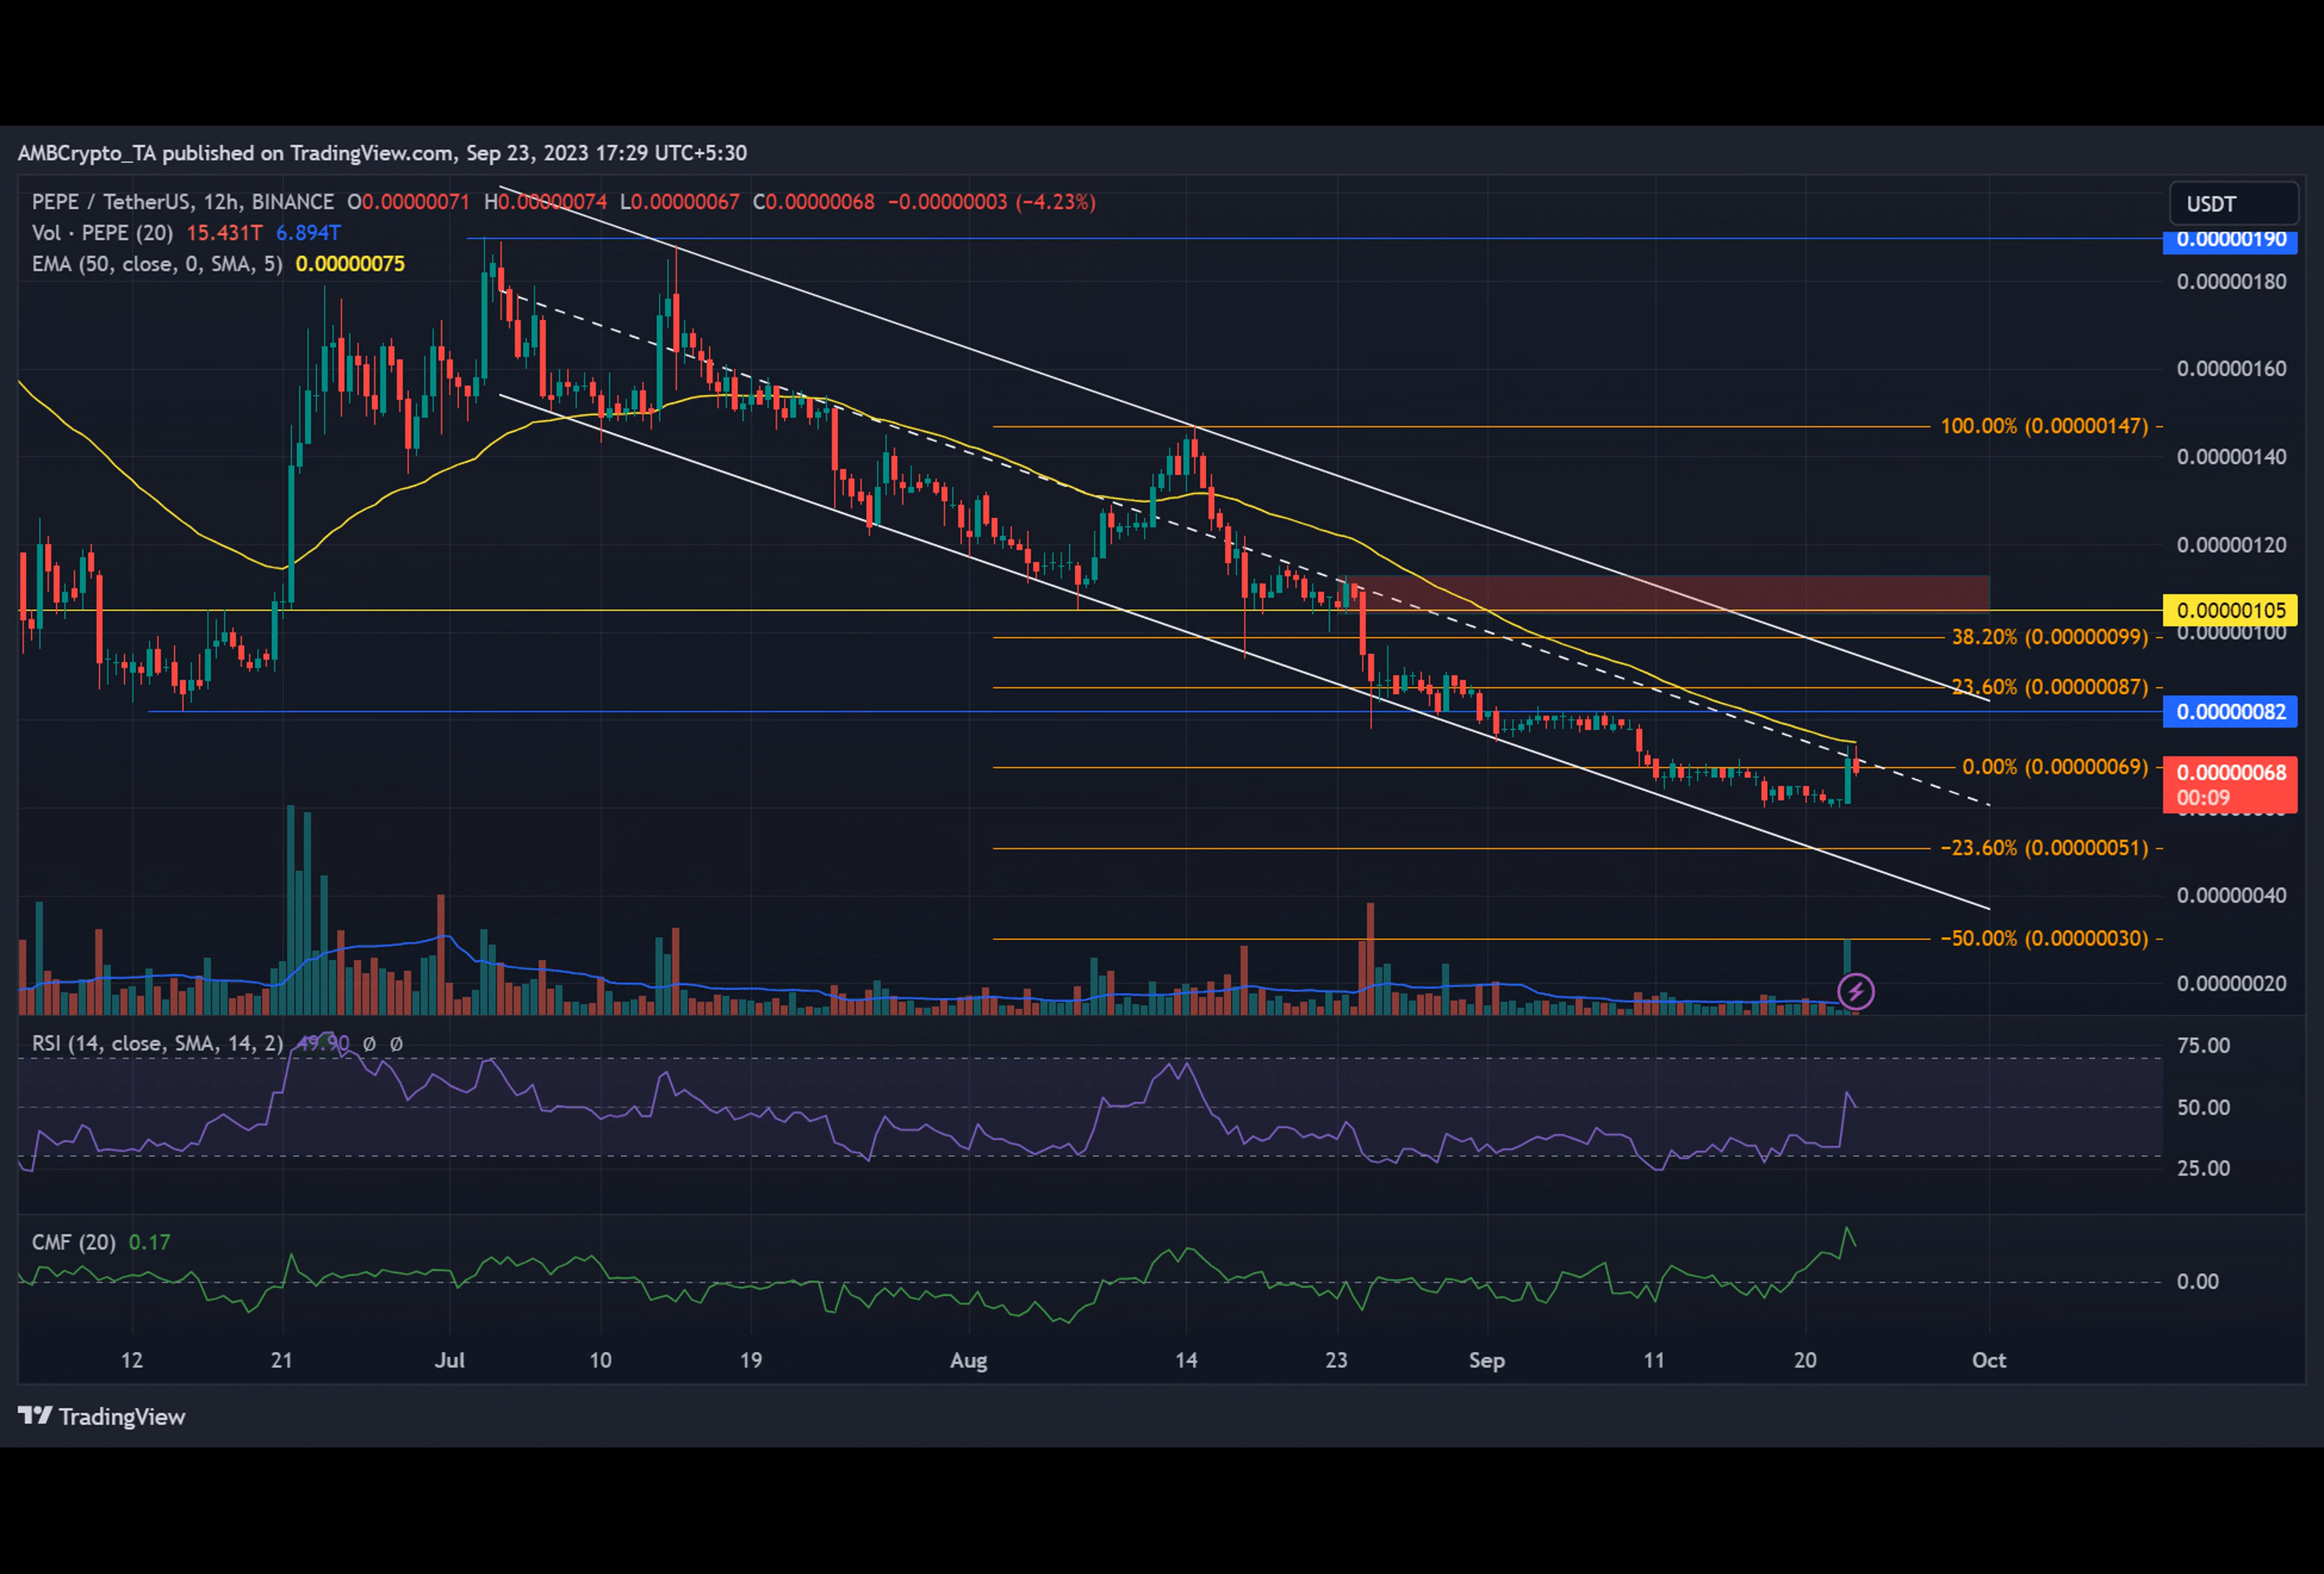 AMBCrypto_TA published on TradingView.com, Sep 23, 2023 17:29 UTC+5:30
PEPE / TetherUS, 12h, BINANCE O0.00000071 H0.00000074 L0.00000067 C0.00000068 −0.00000003 (−4.23%)
Vol · PEPE (20) 15.431T 6.894T
EMA (50, close, 0, SMA, 5) 0.00000075
USDT
0.00000190
0.00000180
0.00000160
100.00% (0.00000147)
0.00000140
0.00000120
0.00000105
0.00000100
38.20% (0.00000099)
23.60% (0.00000087)
0.00000082
0.00% (0.00000069)
0.00000068
00:09
−23.60% (0.00000051)
0.00000040
−50.00% (0.00000030)
0.00000020
RSI (14, close, SMA, 14, 2) 49.90 Ø Ø
75.00
50.00
25.00
CMF (20) 0.17
0.00
12 21 Jul 10 19 Aug 14 23 Sep 11 20 Oct
TradingView